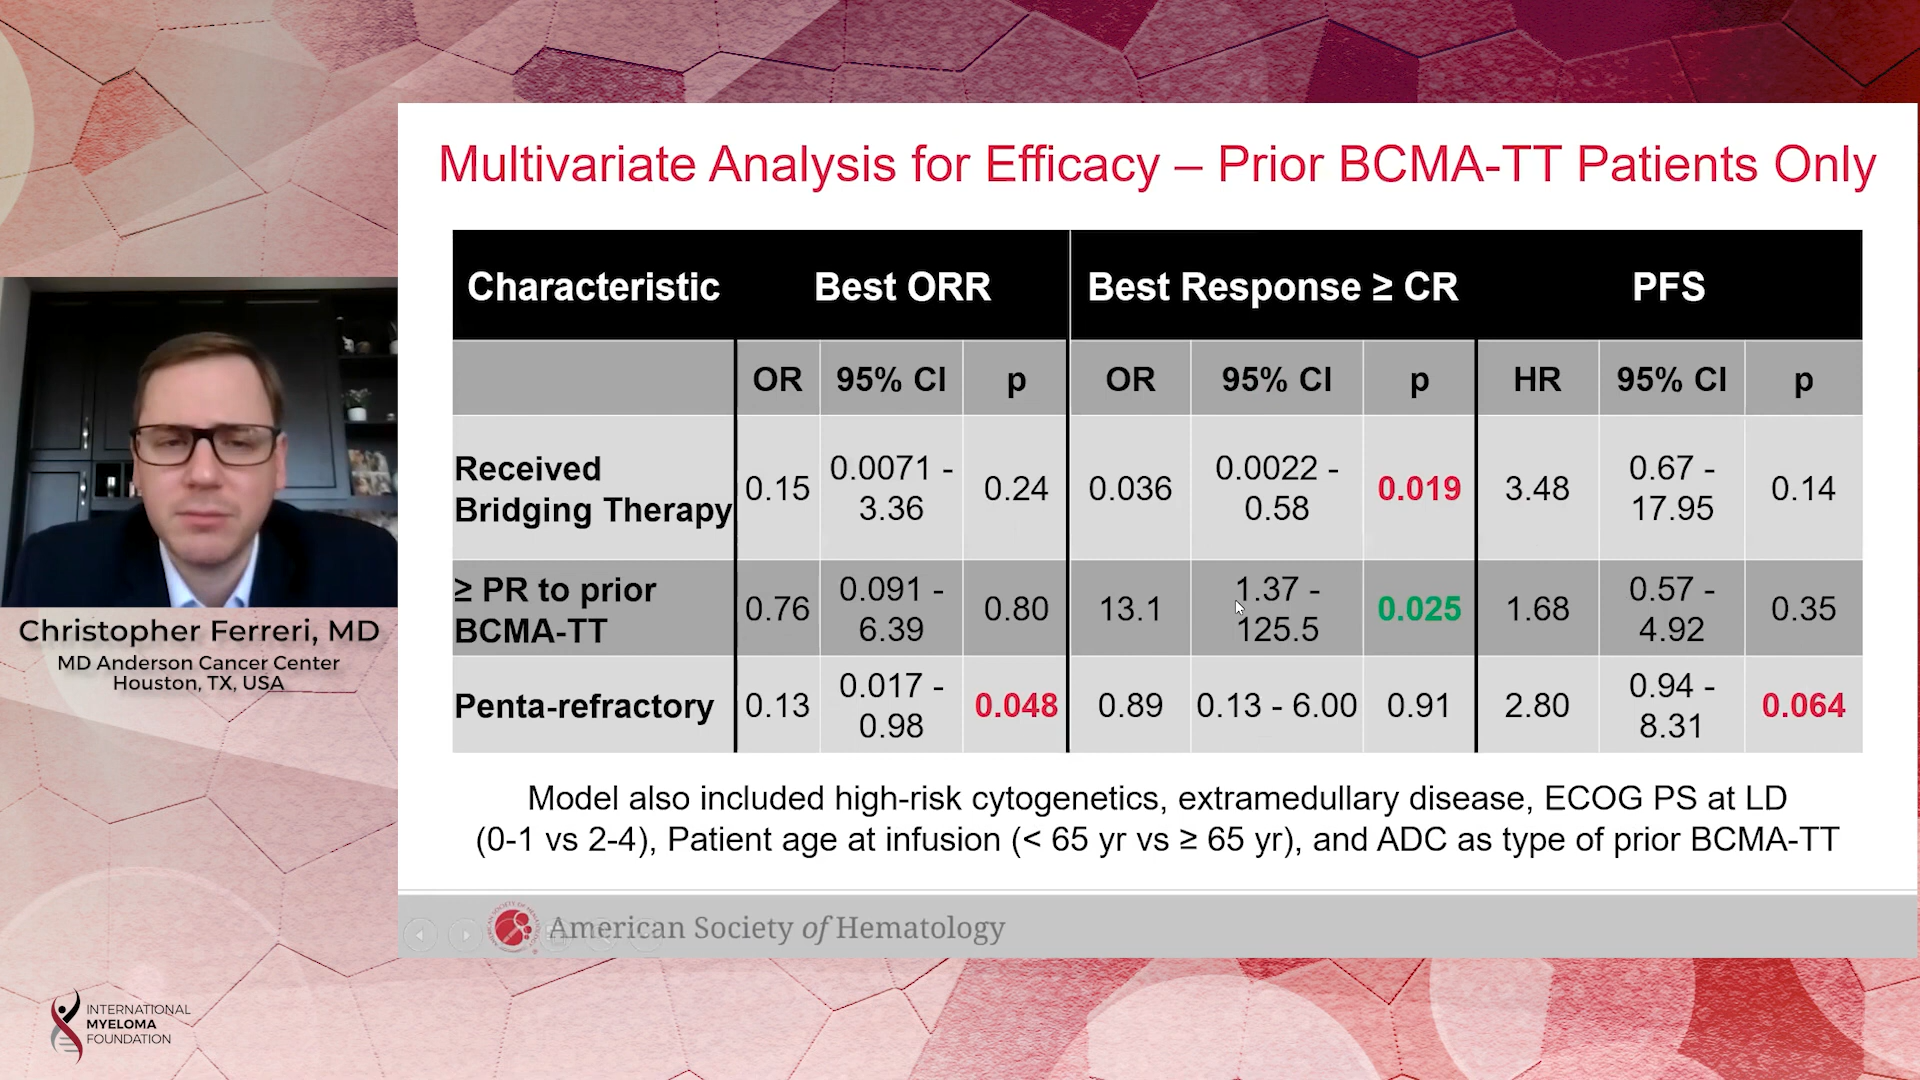 Multivariate Analysis for Efficacy – Prior BCMA-TT Patients Only
Characteristic Best ORR Best Response ≥ CR PFS
OR 95% CI p OR 95% CI p HR 95% CI p
Received Bridging Therapy 0.15 0.0071 - 3.36 0.24 0.036 0.0022 - 0.58 0.019 3.48 0.67 - 17.95 0.14
≥ PR to prior BCMA-TT 0.76 0.091 - 6.39 0.80 13.1 1.37 - 125.5 0.025 1.68 0.57 - 4.92 0.35
Penta-refractory 0.13 0.017 - 0.98 0.048 0.89 0.13 - 6.00 0.91 2.80 0.94 - 8.31 0.064
Model also included high-risk cytogenetics, extramedullary disease, ECOG PS at LD
(0-1 vs 2-4), Patient age at infusion (< 65 yr vs ≥ 65 yr), and ADC as type of prior BCMA-TT
American Society of Hematology
Christopher Ferreri, MD
MD Anderson Cancer Center
Houston, TX, USA
INTERNATIONAL
MYELOMA
FOUNDATION